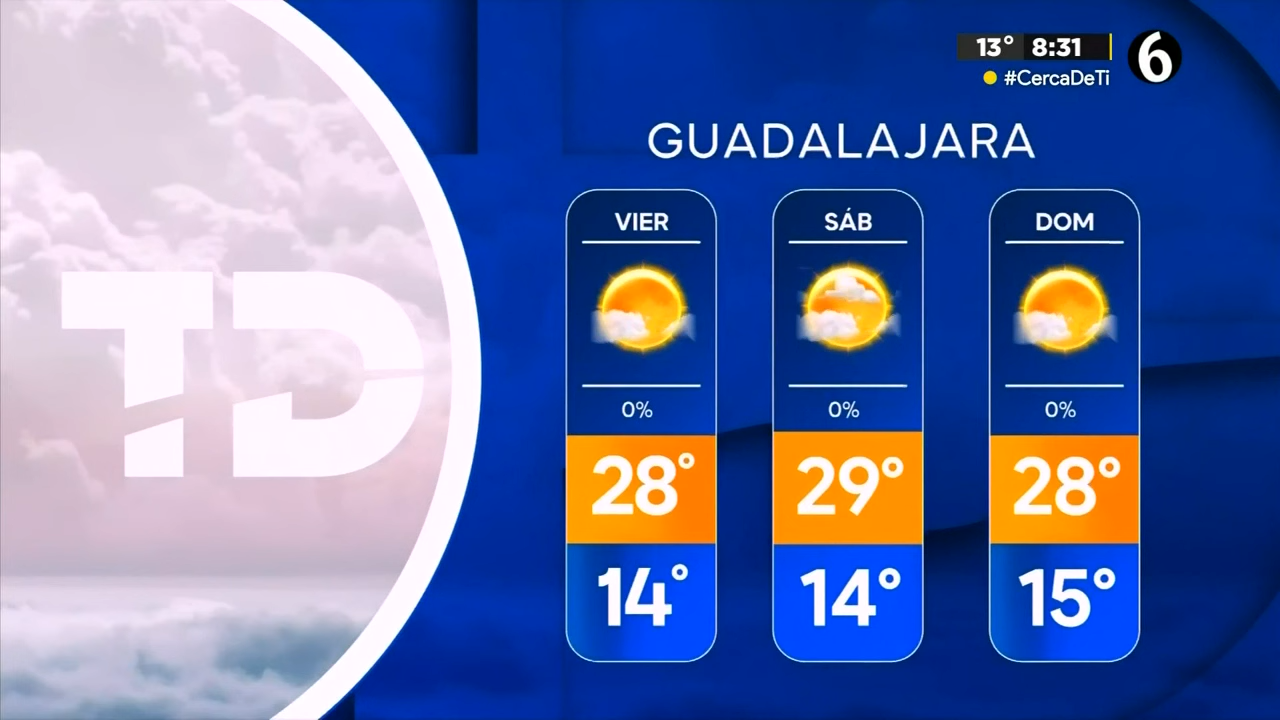 13° 8:31
#CercaDeTi
6
GUADALAJARA
TD
VIER
0%
28°
14°
SÁB
0%
29°
14°
DOM
0%
28°
15°